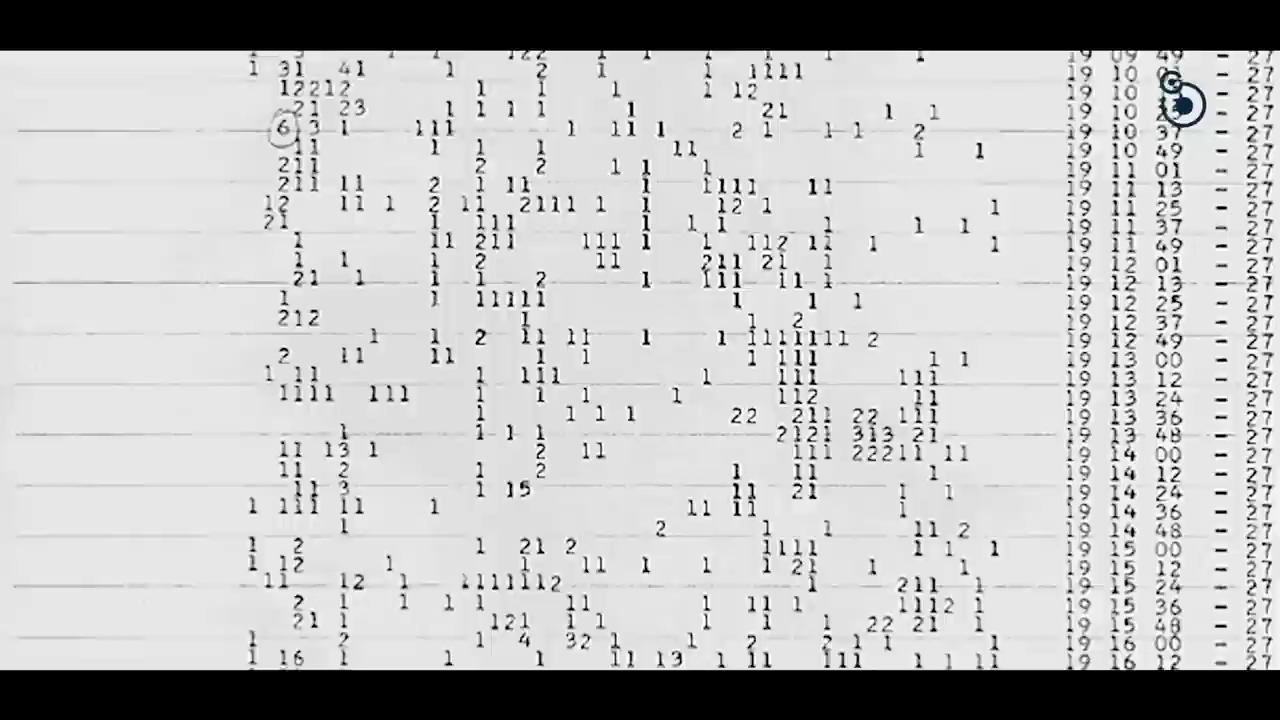 1 31 41 1 2 1 1 1111 19 10 - 27
12212 1 1 1 1 12 19 10 - 27
21 23 1 1 1 1 1 21 1 1 19 10 - 27
6 3 1 111 1 11 1 2 1 1 1 2 19 10 37 - 27
11 1 1 1 11 1 1 19 10 49 - 27
211 2 2 1 1 1 19 11 01 - 27
211 11 2 1 11 1 1111 11 19 11 13 - 27
12 11 1 2 11 2111 1 1 12 1 1 19 11 25 - 27
21 1 111 1 1 1 1 1 1 19 11 37 - 27
1 11 211 111 1 1 112 11 1 1 19 11 49 - 27
1 1 1 2 11 211 21 1 19 12 01 - 27
21 1 1 1 2 1 111 11 1 19 12 13 - 27
1 1 11111 1 1 1 19 12 25 - 27
212 1 1 2 19 12 37 - 27
1 1 2 11 11 1 1 1111111 2 19 12 49 - 27
2 11 11 1 1 1 111 1 1 19 13 00 - 27
1 11 1 111 1 111 111 19 13 12 - 27
1111 111 1 1 1 1 112 11 19 13 24 - 27
1 1 1 1 22 211 22 111 19 13 36 - 27
1 1 1 1 2121 313 21 19 13 48 - 27
11 13 1 2 11 111 22211 11 19 14 00 - 27
11 2 1 2 1 11 1 19 14 12 - 27
11 3 1 15 11 21 1 1 19 14 24 - 27
1 111 11 1 11 11 1 19 14 36 - 27
1 2 1 1 11 2 19 14 48 - 27
1 2 1 21 2 1111 1 1 1 19 15 00 - 27
1 12 1 1 11 1 1 121 1 1 19 15 12 - 27
11 12 1 1111112 1 211 1 19 15 24 - 27
2 1 1 1 1 11 1 11 1 1112 1 19 15 36 - 27
21 1 121 1 1 1 1 1 22 21 1 19 15 48 - 27
1 2 1 4 32 1 1 2 21 1 1 1 19 16 00 - 27
1 16 1 1 1 11 13 1 11 111 1 1 11 19 16 12 - 27